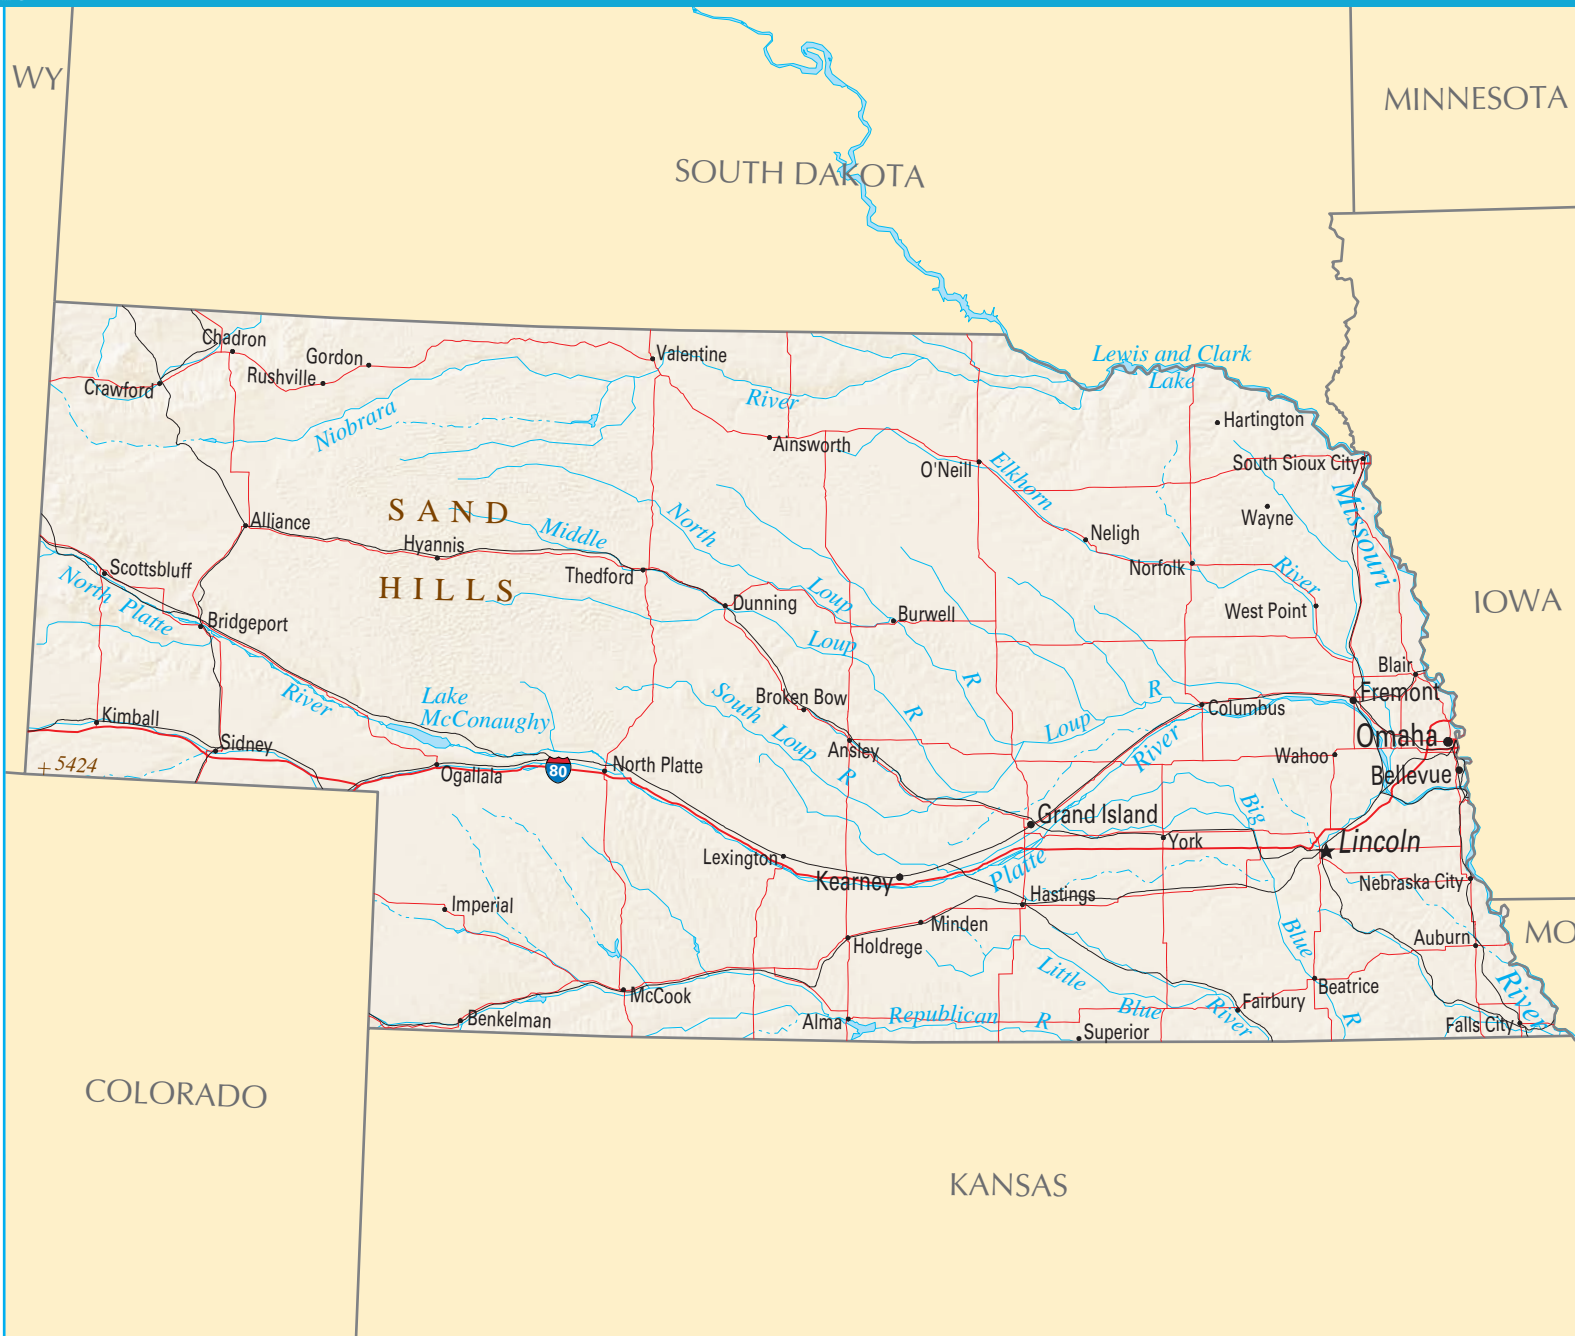 WY
MINNESOTA
SOUTH DAKOTA
Chadron
Gordon
Rushville
Crawford
Valentine
Lewis and Clark
Lake
Niobrara
River
Hartington
Ainsworth
O'Neill
South Sioux City
Elkhorn
Missouri
SAND
HILLS
Alliance
Hyannis
Middle
North
Wayne
Neligh
Thedford
Norfolk
River
Scottsbluff
North Platte
Dunning
Loup
Burwell
West Point
IOWA
Bridgeport
Loup
River
Lake
McConaughy
South Loup R
Broken Bow
R
R
R
Blair
Fremont
Kimball
Loup
Columbus
Sidney
Ansley
River
Omaha
+5424
Ogallala
80
North Platte
Wahoo
Bellevue
Grand Island
Big
York
Lincoln
Lexington
Kearney
Platte
Hastings
Nebraska City
Imperial
Minden
Holdrege
Blue
Auburn
MO
Little
McCook
Beatrice
River
Benkelman
Alma
Republican R
Blue
River
Fairbury
R
Superior
Falls City
COLORADO
KANSAS